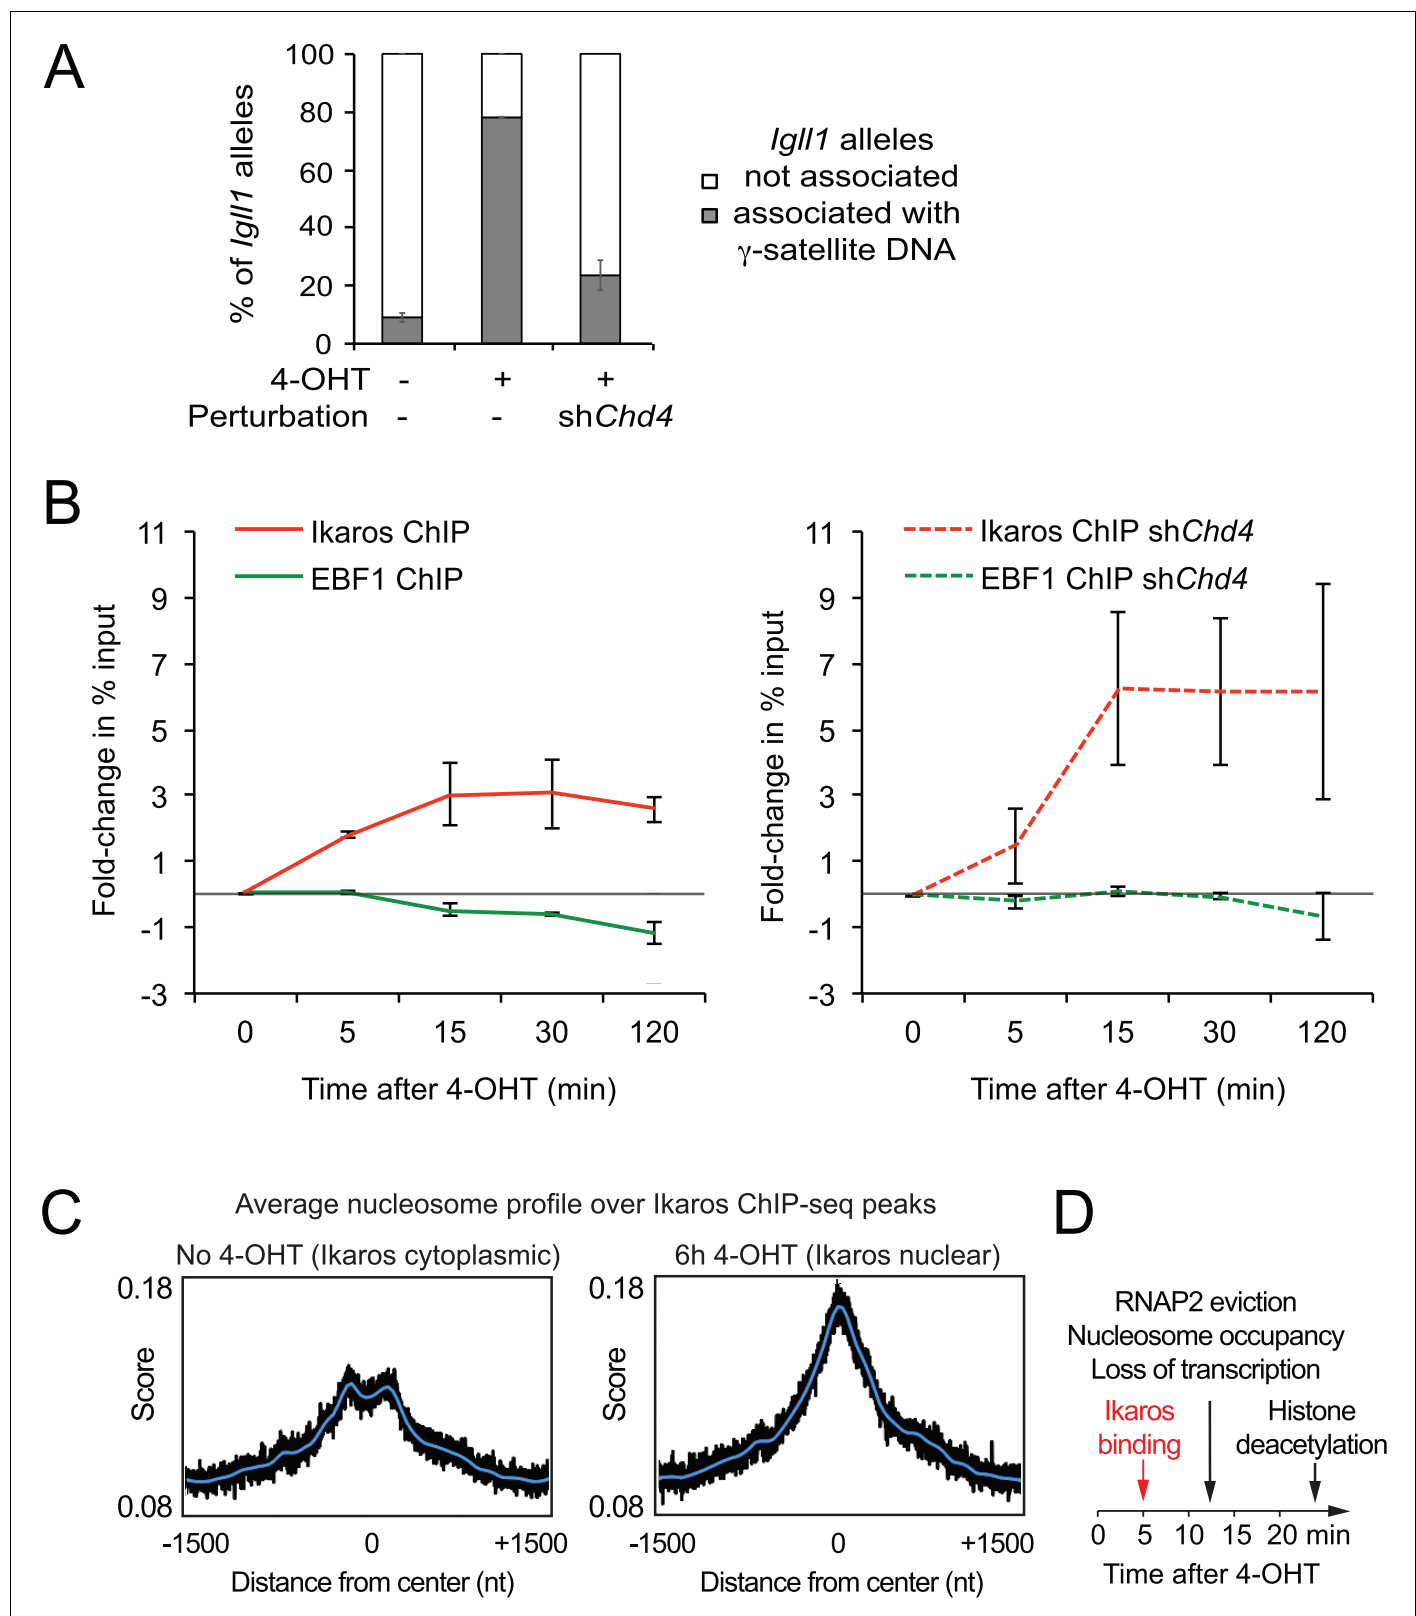 A
100
80
60
40
20
0
% of Igll1 alleles
Igll1 alleles
not associated
associated with
γ-satellite DNA
4-OHT - + +
Perturbation - - shChd4
B
Ikaros ChIP
EBF1 ChIP
11
9
7
5
3
1
-1
-3
Fold-change in % input
0 5 15 30 120
Time after 4-OHT (min)
Ikaros ChIP shChd4
EBF1 ChIP shChd4
11
9
7
5
3
1
-1
-3
Fold-change in % input
0 5 15 30 120
Time after 4-OHT (min)
C
Average nucleosome profile over Ikaros ChIP-seq peaks
No 4-OHT (Ikaros cytoplasmic)
0.18
Score
0.08
-1500 0 +1500
Distance from center (nt)
6h 4-OHT (Ikaros nuclear)
0.18
Score
0.08
-1500 0 +1500
Distance from center (nt)
D
RNAP2 eviction
Nucleosome occupancy
Loss of transcription
Ikaros
binding
Histone
deacetylation
0 5 10 15 20 min
Time after 4-OHT